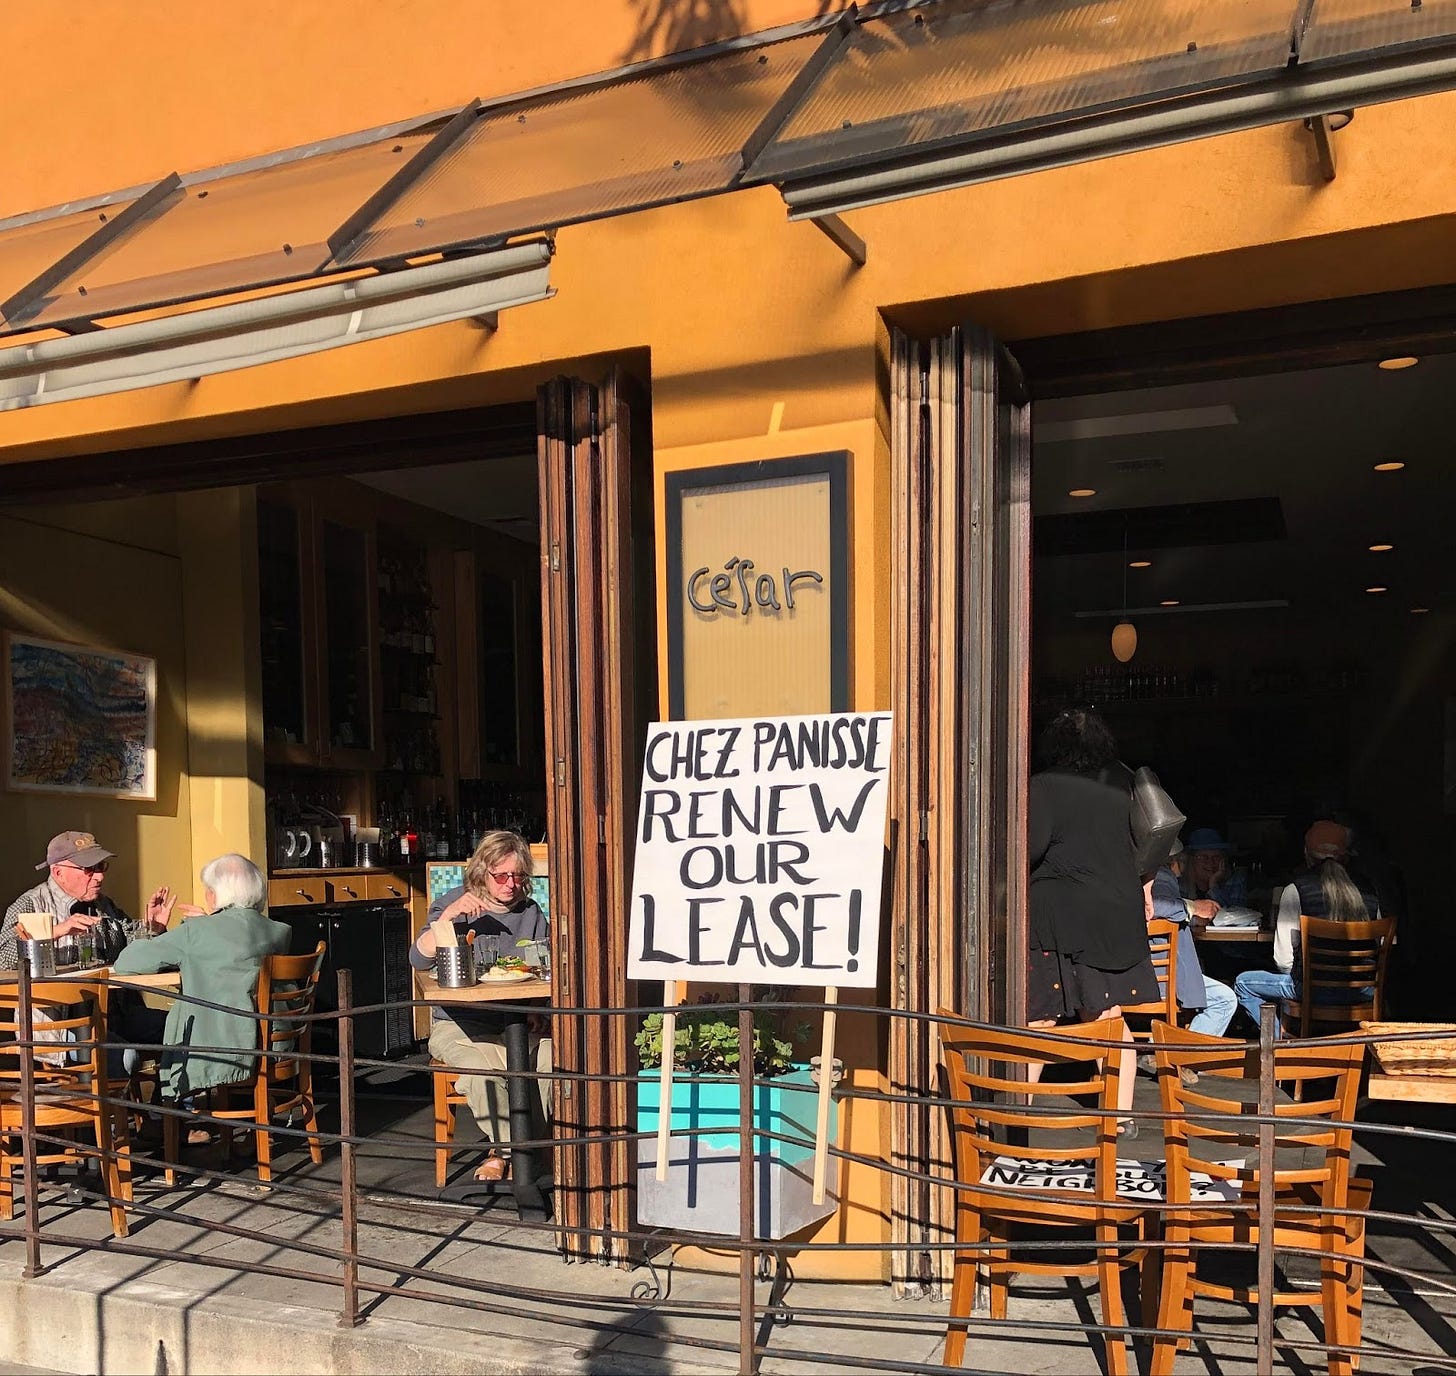 césar
CHEZ PANISSE
RENEW
OUR
LEASE!